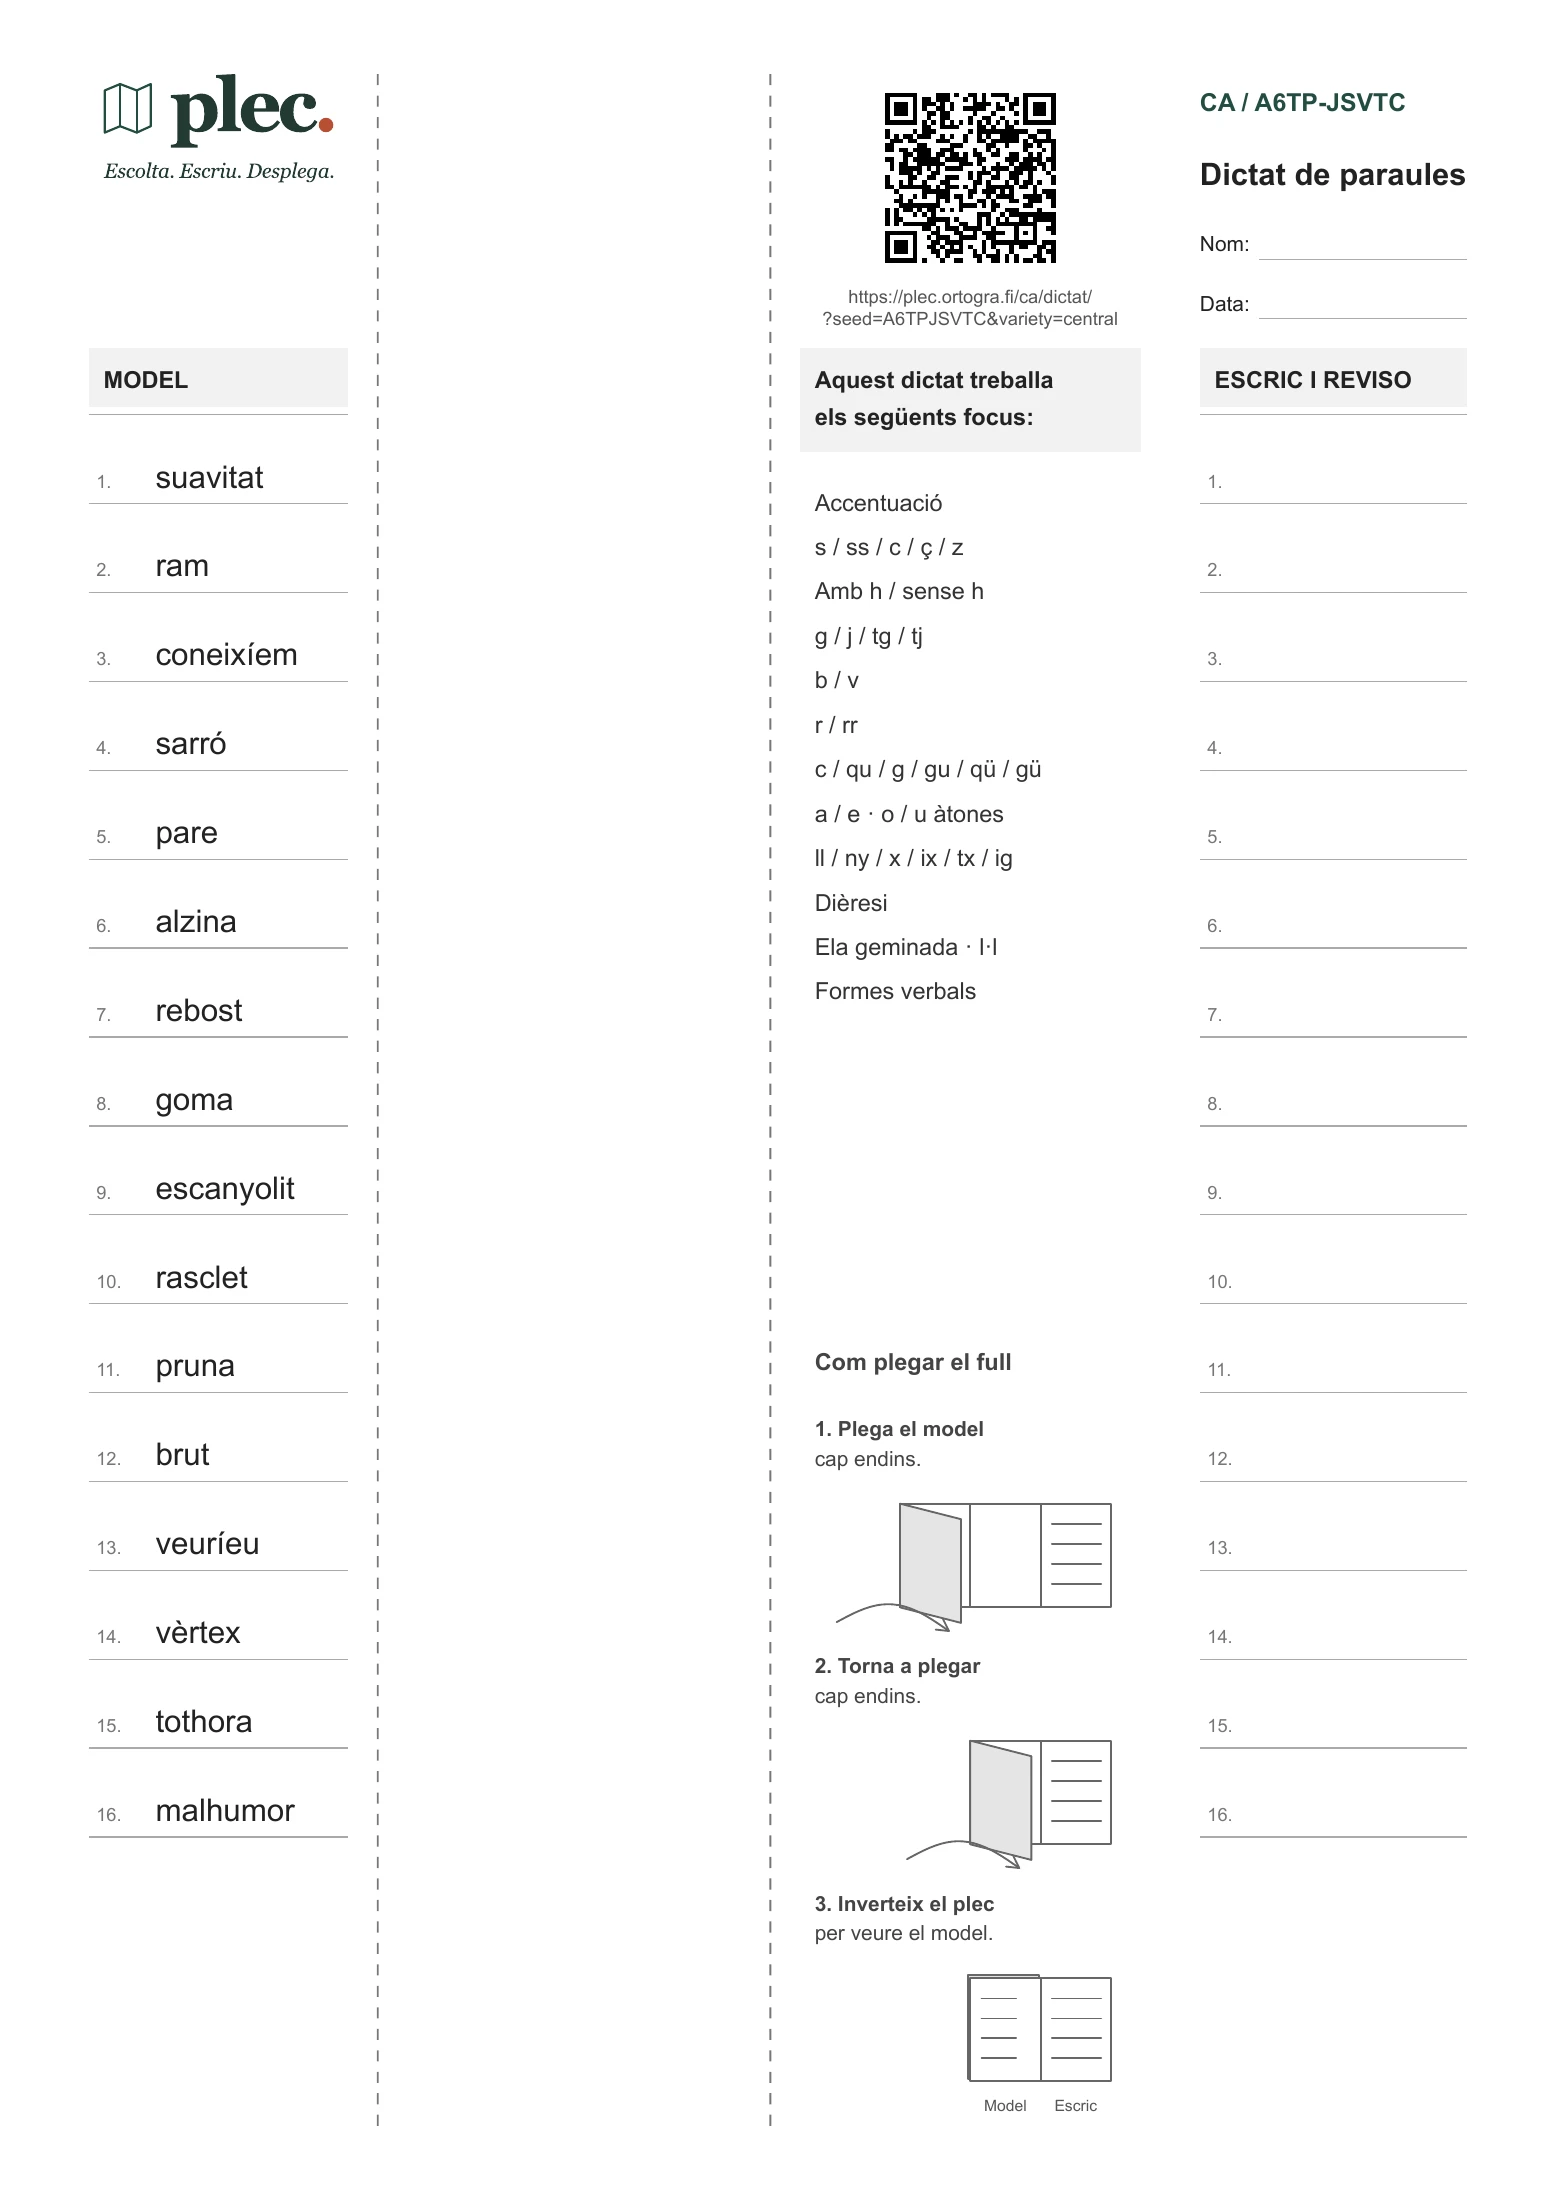 plec.
Escolta. Escriu. Desplega.
MODEL
1. suavitat
2. ram
3. coneixíem
4. sarró
5. pare
6. alzina
7. rebost
8. goma
9. escanyolit
10. rasclet
11. pruna
12. brut
13. veuríeu
14. vèrtex
15. tothora
16. malhumor
https://plec.ortogra.fi/ca/dictat/
?seed=A6TPJSVTC&variety=central
Aquest dictat treballa
els següents focus:
Accentuació
s / ss / c / ç / z
Amb h / sense h
g / j / tg / tj
b / v
r / rr
c / qu / g / gu / qü / gü
a / e · o / u àtones
ll / ny / x / ix / tx / ig
Dièresi
Ela geminada · l·l
Formes verbals
Com plegar el full
1. Plega el model
cap endins.
2. Torna a plegar
cap endins.
3. Inverteix el plec
per veure el model.
Model Escric
CA / A6TP-JSVTC
Dictat de paraules
Nom:
Data:
ESCRIC I REVISO
1.
2.
3.
4.
5.
6.
7.
8.
9.
10.
11.
12.
13.
14.
15.
16.